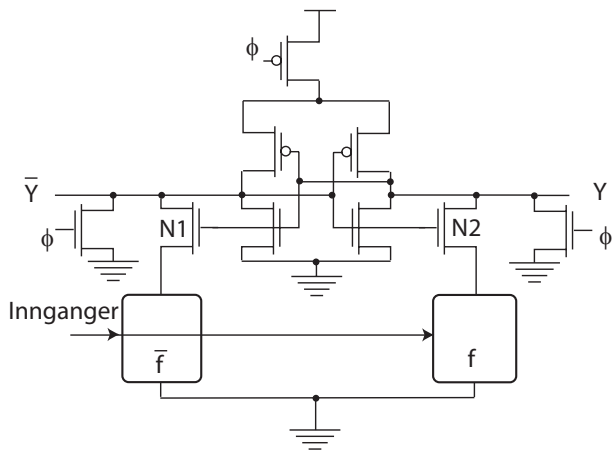 ϕ
Y̅ Y
N1 N2
ϕ ϕ
Innganger
f̅ f